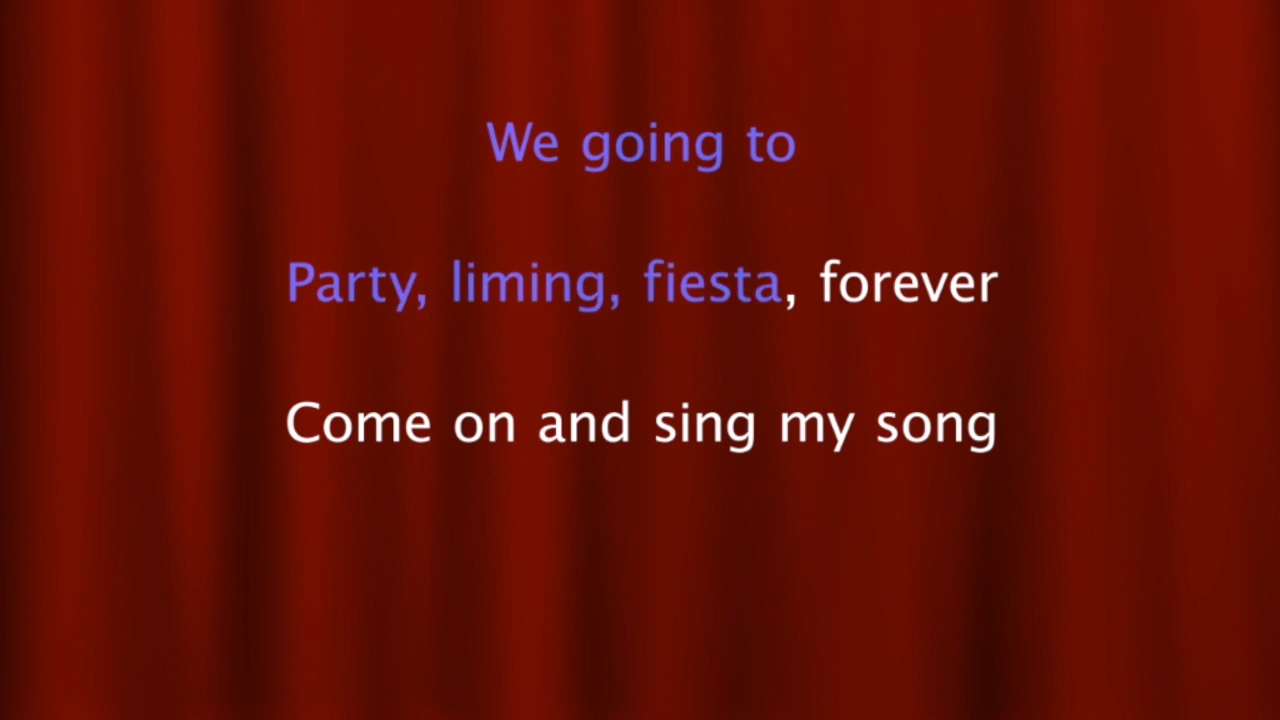 We going to
Party, liming, fiesta, forever
Come on and sing my song